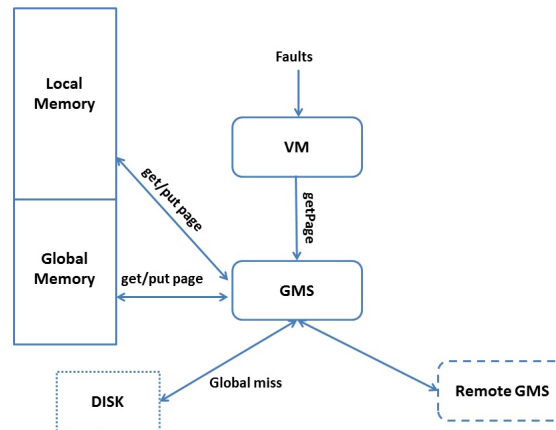 Local
Memory
Faults
VM
get/put page
getPage
Global
Memory
get/put page
GMS
Global miss
DISK
Remote GMS